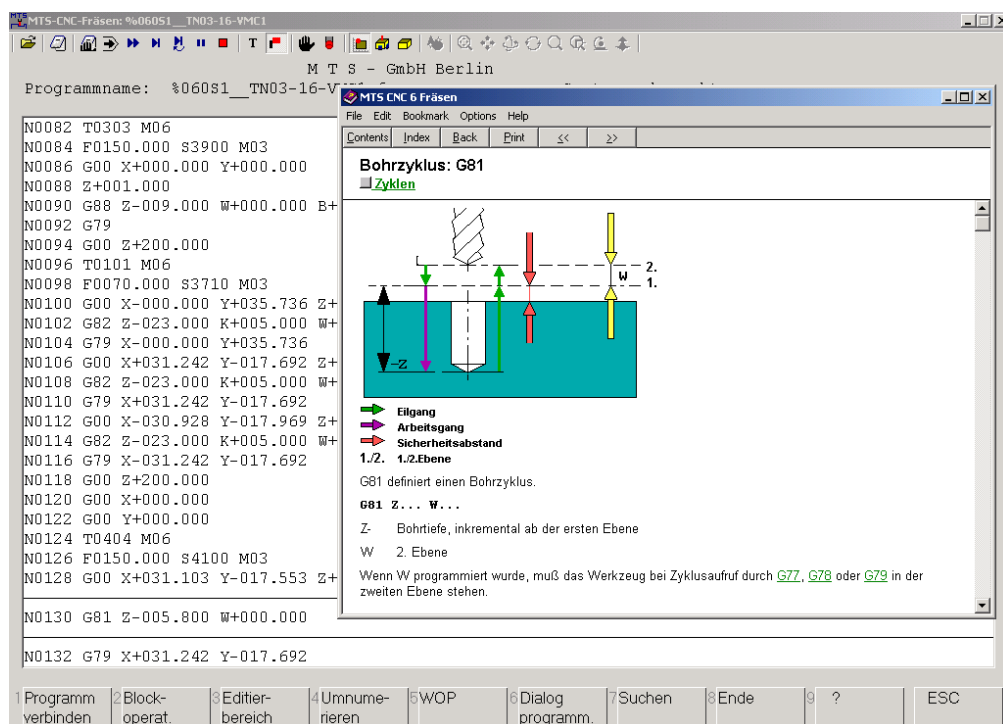 MTS-CNC-Fräsen: %060S1__TN03-16-VMC1
T
M T S - GmbH Berlin
Programmname: %060S1__TN03-16-V
N0082 T0303 M06
N0084 F0150.000 S3900 M03
N0086 G00 X+000.000 Y+000.000
N0088 Z+001.000
N0090 G88 Z-009.000 W+000.000 B+
N0092 G79
N0094 G00 Z+200.000
N0096 T0101 M06
N0098 F0070.000 S3710 M03
N0100 G00 X-000.000 Y+035.736 Z+
N0102 G82 Z-023.000 K+005.000 W+
N0104 G79 X-000.000 Y+035.736
N0106 G00 X+031.242 Y-017.692 Z+
N0108 G82 Z-023.000 K+005.000 W+
N0110 G79 X+031.242 Y-017.692
N0112 G00 X-030.928 Y-017.969 Z+
N0114 G82 Z-023.000 K+005.000 W+
N0116 G79 X-031.242 Y-017.692
N0118 G00 Z+200.000
N0120 G00 X+000.000
N0122 G00 Y+000.000
N0124 T0404 M06
N0126 F0150.000 S4100 M03
N0128 G00 X+031.103 Y-017.553 Z+
N0130 G81 Z-005.800 W+000.000
N0132 G79 X+031.242 Y-017.692
MTS CNC 6 Fräsen
File Edit Bookmark Options Help
Contents Index Back Print << >>
Bohrzyklus: G81
Zyklen
2.
W
1.
-Z
Eilgang
Arbeitsgang
Sicherheitsabstand
1./2. 1./2.Ebene
G81 definiert einen Bohrzyklus.
G81 Z... W...
Z- Bohrtiefe, inkremental ab der ersten Ebene
W 2. Ebene
Wenn W programmiert wurde, muß das Werkzeug bei Zyklusaufruf durch G77, G78 oder G79 in der
zweiten Ebene stehen.
1 Programm 2 Block- 3 Editier- 4 Umnume- 5 WOP 6 Dialog 7 Suchen 8 Ende 9 ? ESC
verbinden operat. bereich rieren programm.